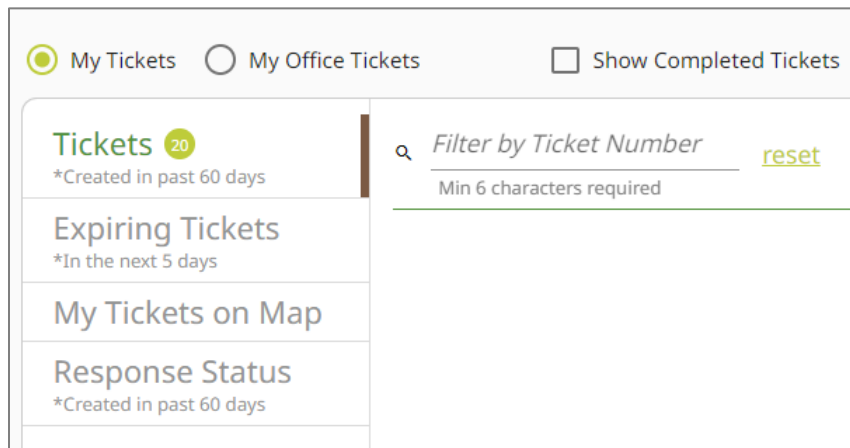 My Tickets My Office Tickets Show Completed Tickets
Tickets 20
*Created in past 60 days
Expiring Tickets
*In the next 5 days
My Tickets on Map
Response Status
*Created in past 60 days
Filter by Ticket Number reset
Min 6 characters required